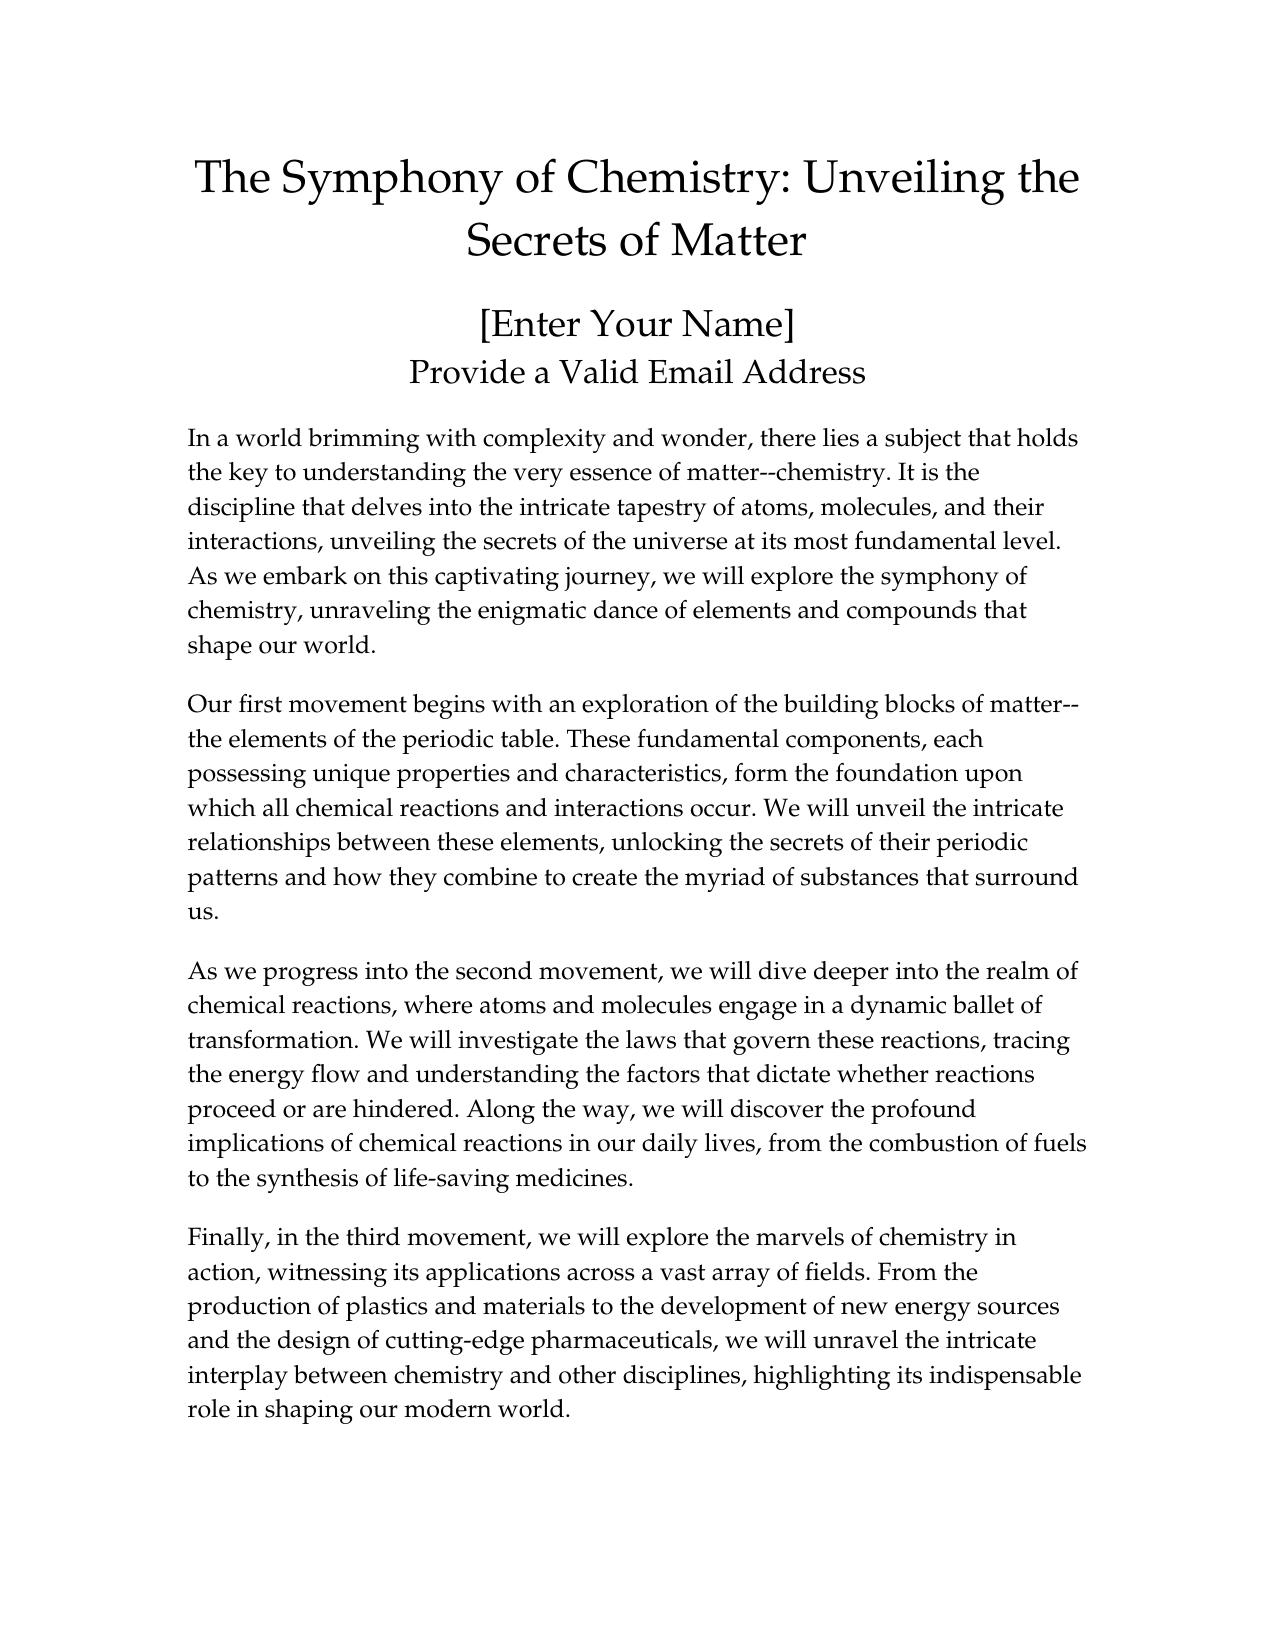 The Symphony of Chemistry: Unveiling the
Secrets of Matter
[Enter Your Name]
Provide a Valid Email Address
In a world brimming with complexity and wonder, there lies a subject that holds
the key to understanding the very essence of matter--chemistry. It is the
discipline that delves into the intricate tapestry of atoms, molecules, and their
interactions, unveiling the secrets of the universe at its most fundamental level.
As we embark on this captivating journey, we will explore the symphony of
chemistry, unraveling the enigmatic dance of elements and compounds that
shape our world.
Our first movement begins with an exploration of the building blocks of matter--
the elements of the periodic table. These fundamental components, each
possessing unique properties and characteristics, form the foundation upon
which all chemical reactions and interactions occur. We will unveil the intricate
relationships between these elements, unlocking the secrets of their periodic
patterns and how they combine to create the myriad of substances that surround
us.
As we progress into the second movement, we will dive deeper into the realm of
chemical reactions, where atoms and molecules engage in a dynamic ballet of
transformation. We will investigate the laws that govern these reactions, tracing
the energy flow and understanding the factors that dictate whether reactions
proceed or are hindered. Along the way, we will discover the profound
implications of chemical reactions in our daily lives, from the combustion of fuels
to the synthesis of life-saving medicines.
Finally, in the third movement, we will explore the marvels of chemistry in
action, witnessing its applications across a vast array of fields. From the
production of plastics and materials to the development of new energy sources
and the design of cutting-edge pharmaceuticals, we will unravel the intricate
interplay between chemistry and other disciplines, highlighting its indispensable
role in shaping our modern world.